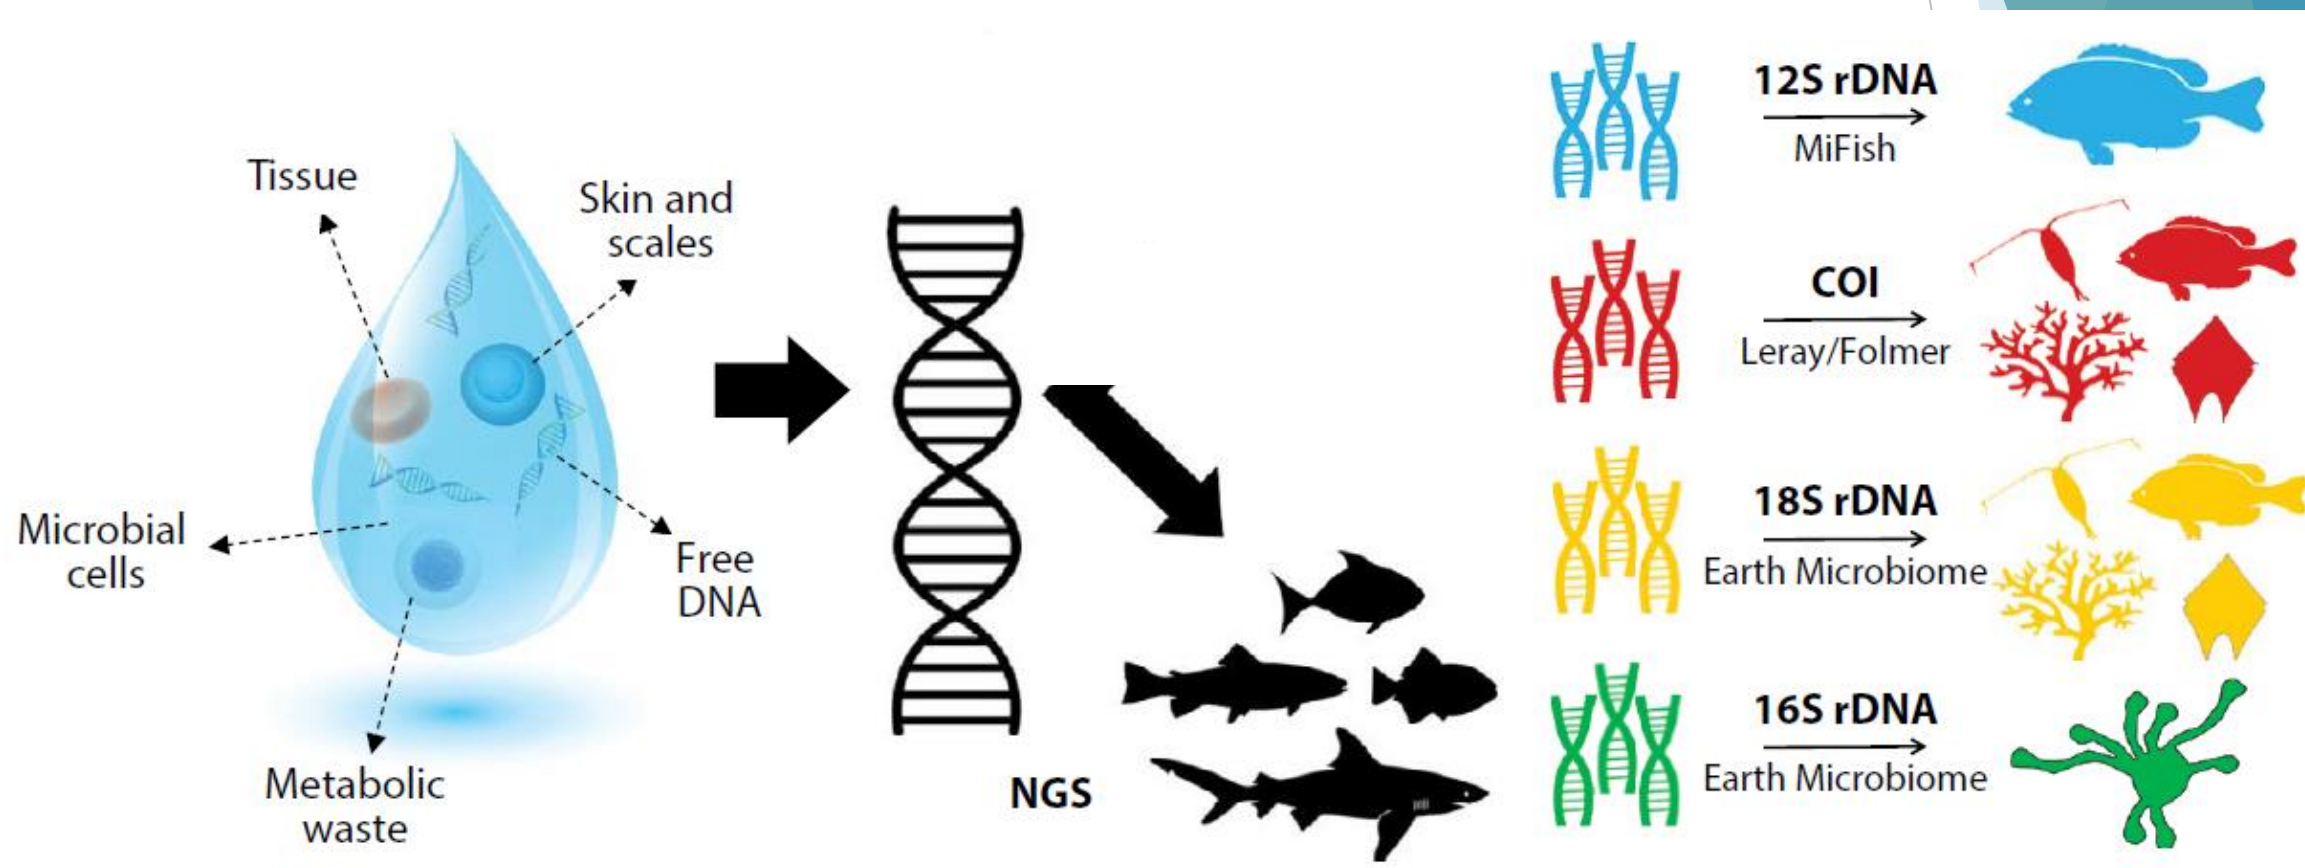 Tissue
Skin and
scales
Microbial
cells
Free
DNA
Metabolic
waste
NGS
12S rDNA
MiFish
COI
Leray/Folmer
18S rDNA
Earth Microbiome
16S rDNA
Earth Microbiome